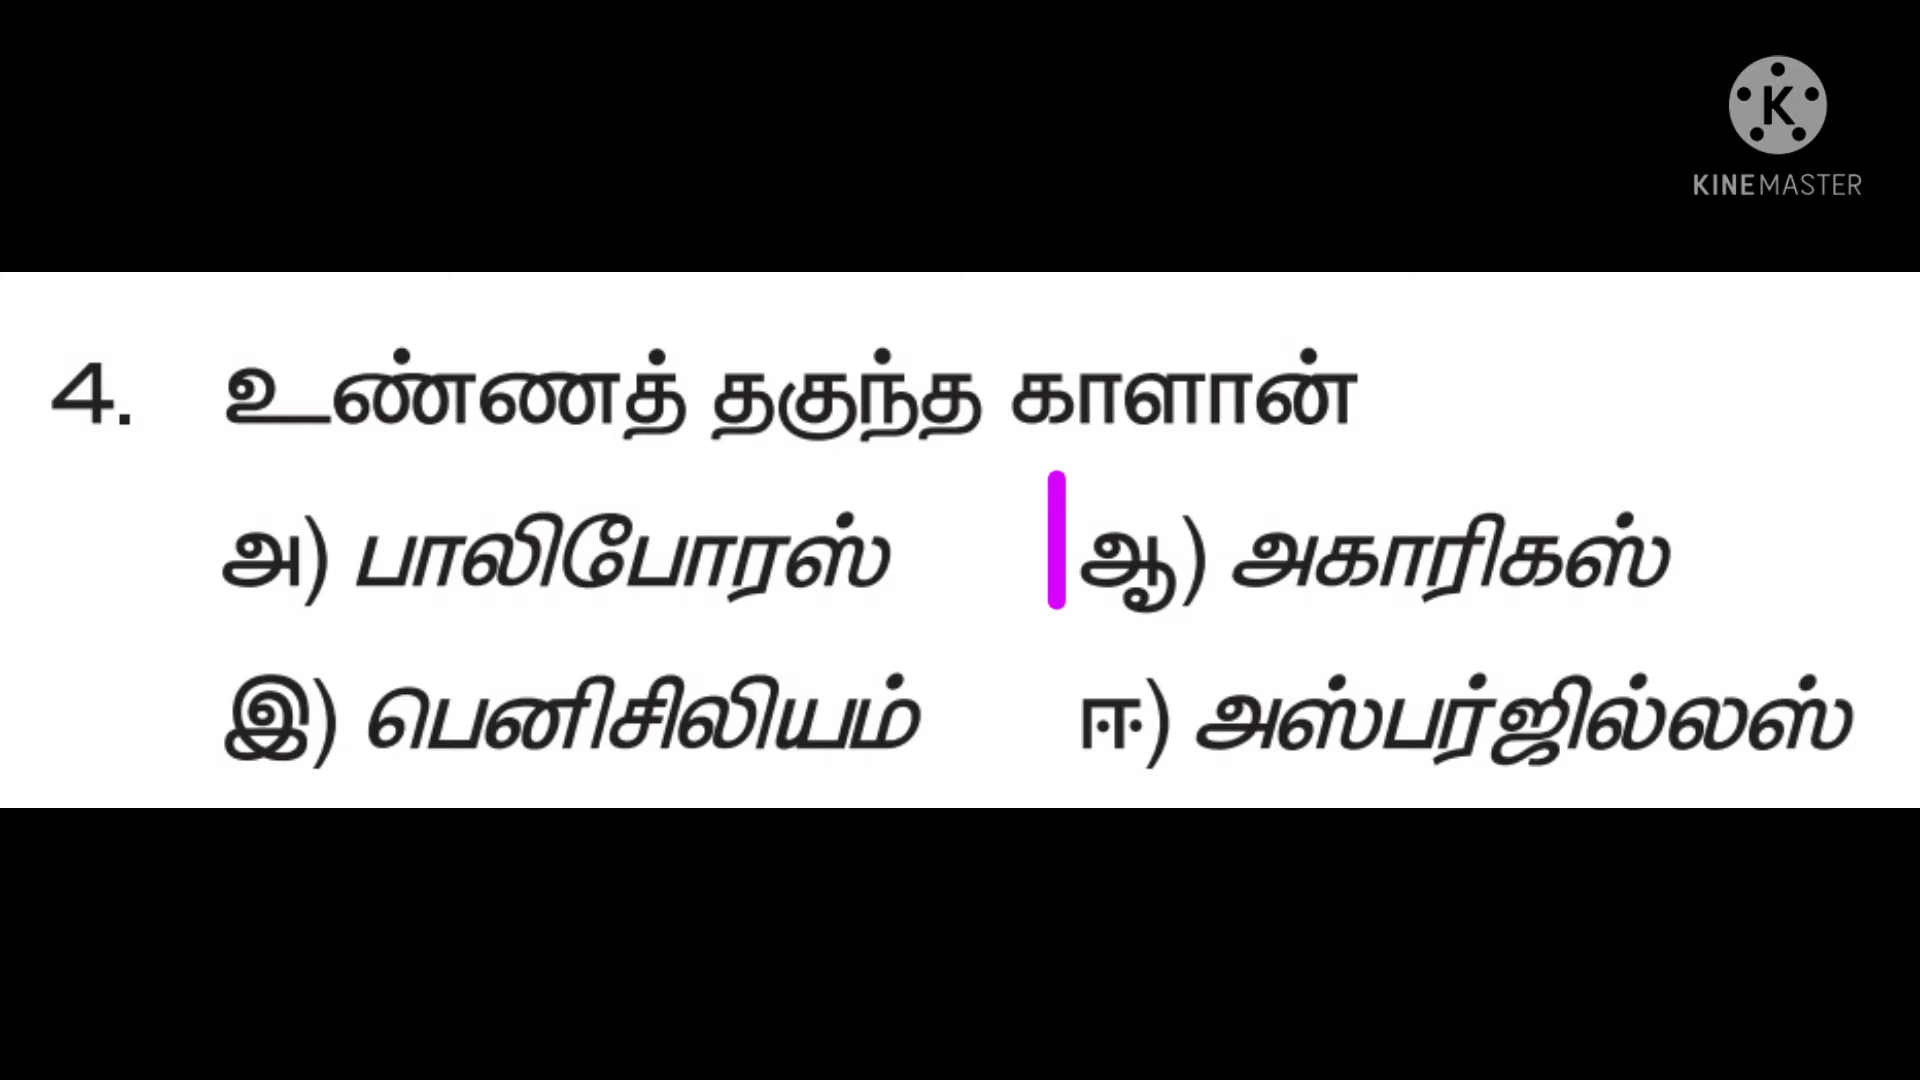 K
KINEMASTER
4. உண்ணத் தகுந்த காளான்
அ) பாலிபோரஸ் ஆ) அகாரிகஸ்
இ) பெனிசிலியம் ஈ) அஸ்பர்ஜில்லஸ்